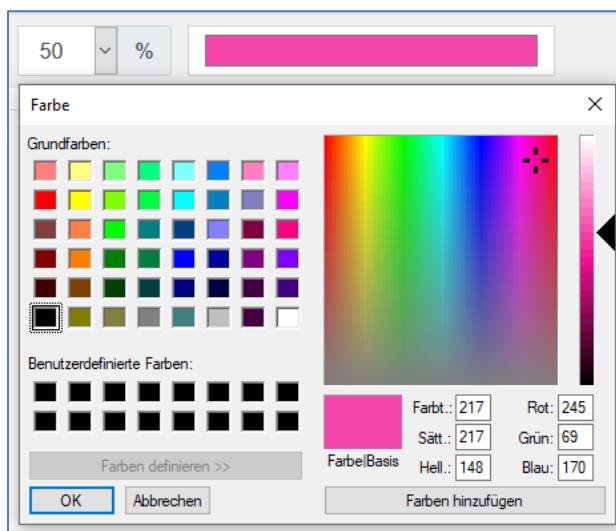 50 %
Farbe
Grundfarben:
Benutzerdefinierte Farben:
Farben definieren >>
OK Abbrechen
Farbe|Basis
Farbt.: 217 Rot: 245
Sätt.: 217 Grün: 69
Hell.: 148 Blau: 170
Farben hinzufügen